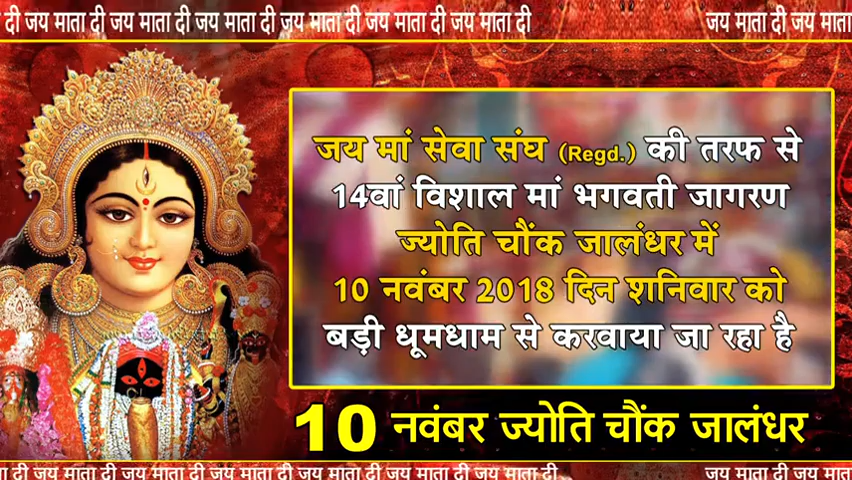 दी जय माता दी जय माता दी जय माता दी जय माता दी जय माता दी जय माता दी जय माता
जय मां सेवा संघ (Regd.) की तरफ से
14वां विशाल मां भगवती जागरण
ज्योति चौंक जालंधर में
10 नवंबर 2018 दिन शनिवार को
बड़ी धूमधाम से करवाया जा रहा है
10 नवंबर ज्योति चौंक जालंधर
ता दी जय माता दी जय माता दी जय माता दी जय माता दी जय माता दी जय माता दी जय मात